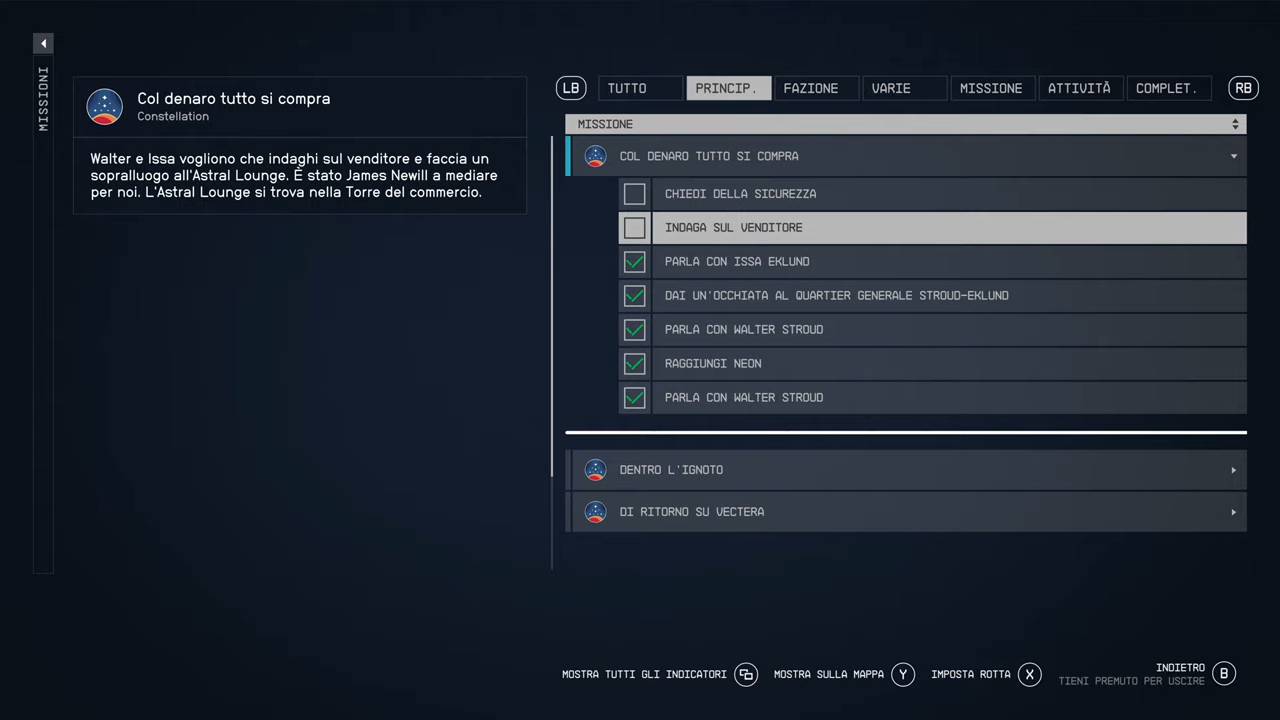 MISSIONI
Col denaro tutto si compra
Constellation
Walter e Issa vogliono che indaghi sul venditore e faccia un
sopralluogo all'Astral Lounge. È stato James Newill a mediare
per noi. L'Astral Lounge si trova nella Torre del commercio.
LB TUTTO PRINCIP. FAZIONE VARIE MISSIONE ATTIVITÀ COMPLET. RB
MISSIONE
COL DENARO TUTTO SI COMPRA
CHIEDI DELLA SICUREZZA
INDAGA SUL VENDITORE
PARLA CON ISSA EKLUND
DAI UN'OCCHIATA AL QUARTIER GENERALE STROUD-EKLUND
PARLA CON WALTER STROUD
RAGGIUNGI NEON
PARLA CON WALTER STROUD
DENTRO L'IGNOTO
DI RITORNO SU VECTERA
MOSTRA TUTTI GLI INDICATORI MOSTRA SULLA MAPPA Y IMPOSTA ROTTA X INDIETRO B
TIENI PREMUTO PER USCIRE